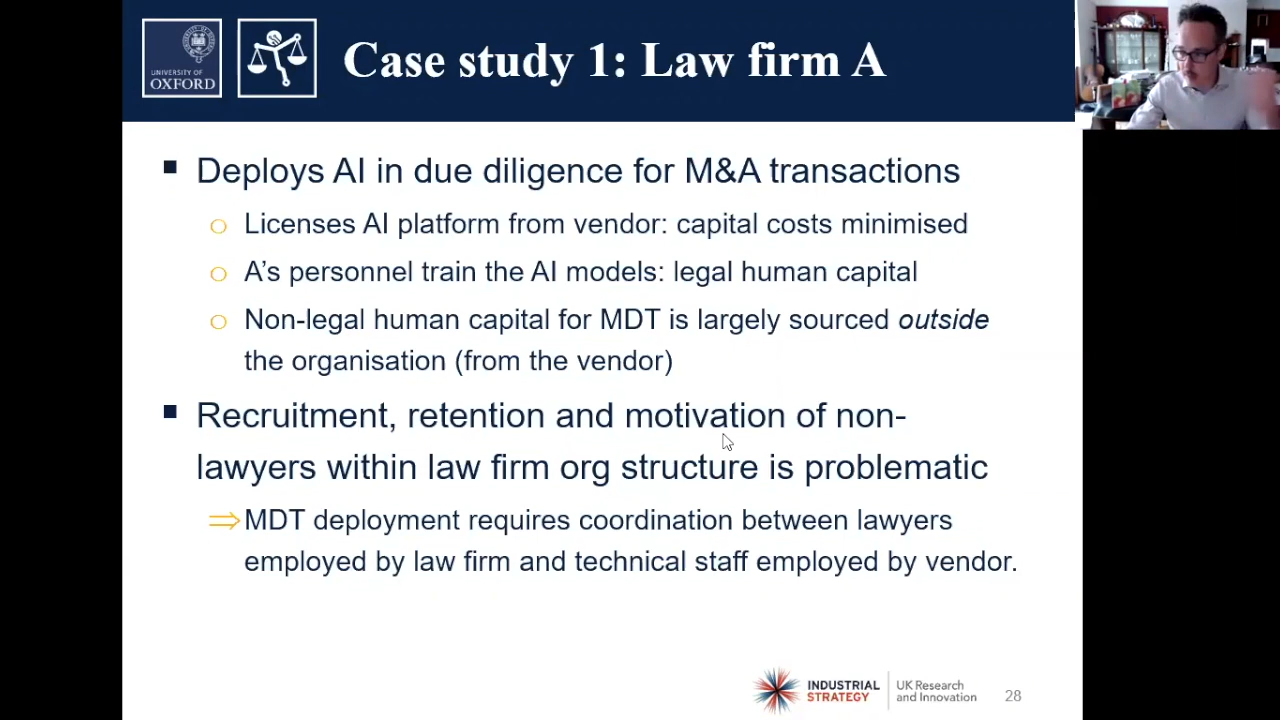 UNIVERSITY OF
OXFORD
Case study 1: Law firm A
Deploys AI in due diligence for M&A transactions
Licenses AI platform from vendor: capital costs minimised
A's personnel train the AI models: legal human capital
Non-legal human capital for MDT is largely sourced outside
the organisation (from the vendor)
Recruitment, retention and motivation of non-
lawyers within law firm org structure is problematic
⇒MDT deployment requires coordination between lawyers
employed by law firm and technical staff employed by vendor.
INDUSTRIAL
STRATEGY
UK Research
and Innovation
28